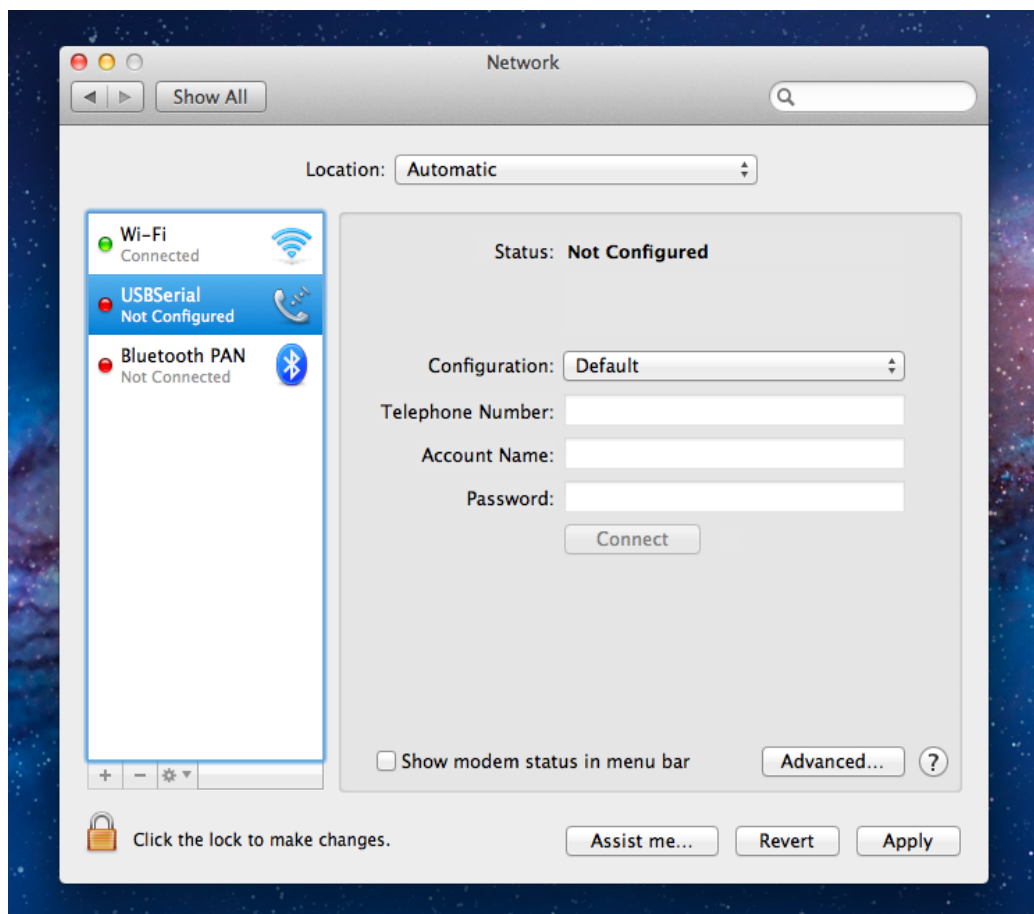 Network
Show All
Location: Automatic
Wi-Fi
Connected
USBSerial
Not Configured
Bluetooth PAN
Not Connected
Status: Not Configured
Configuration: Default
Telephone Number:
Account Name:
Password:
Connect
Show modem status in menu bar
Advanced... ?
Click the lock to make changes.
Assist me... Revert Apply